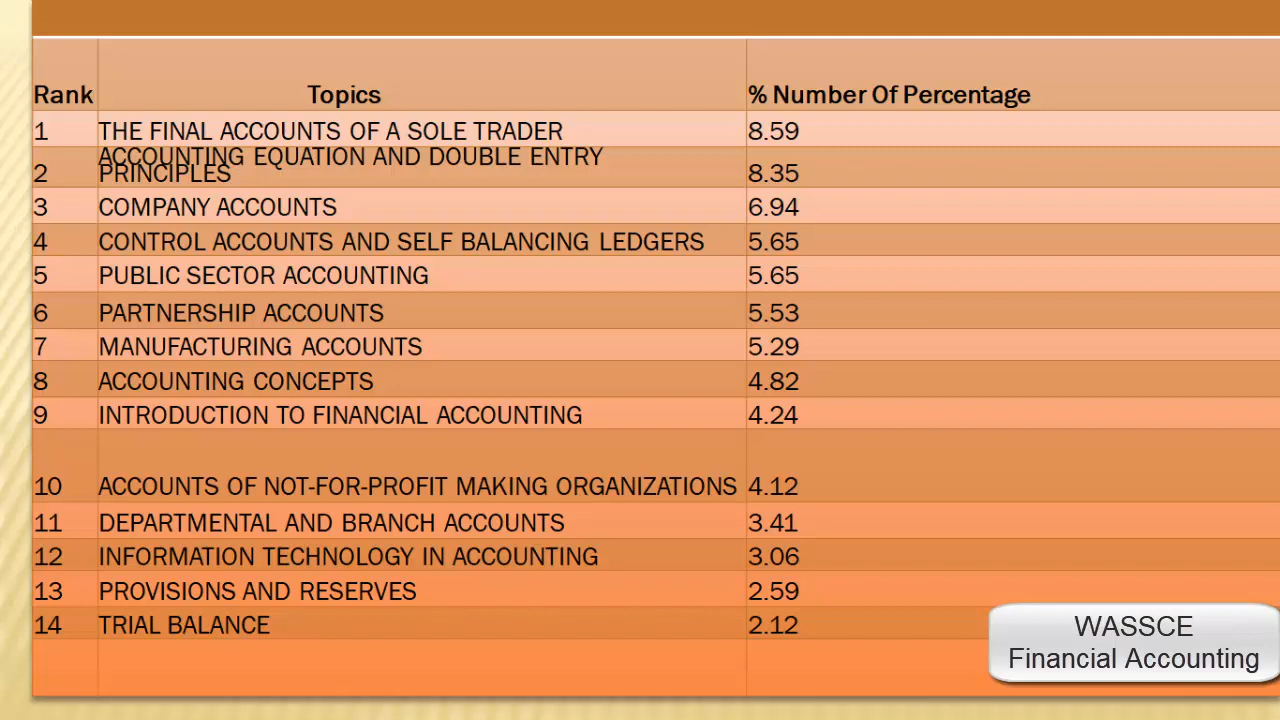 Rank Topics % Number Of Percentage
1 THE FINAL ACCOUNTS OF A SOLE TRADER 8.59
ACCOUNTING EQUATION AND DOUBLE ENTRY
2 PRINCIPLES 8.35
3 COMPANY ACCOUNTS 6.94
4 CONTROL ACCOUNTS AND SELF BALANCING LEDGERS 5.65
5 PUBLIC SECTOR ACCOUNTING 5.65
6 PARTNERSHIP ACCOUNTS 5.53
7 MANUFACTURING ACCOUNTS 5.29
8 ACCOUNTING CONCEPTS 4.82
9 INTRODUCTION TO FINANCIAL ACCOUNTING 4.24
10 ACCOUNTS OF NOT-FOR-PROFIT MAKING ORGANIZATIONS 4.12
11 DEPARTMENTAL AND BRANCH ACCOUNTS 3.41
12 INFORMATION TECHNOLOGY IN ACCOUNTING 3.06
13 PROVISIONS AND RESERVES 2.59
14 TRIAL BALANCE 2.12
WASSCE
Financial Accounting